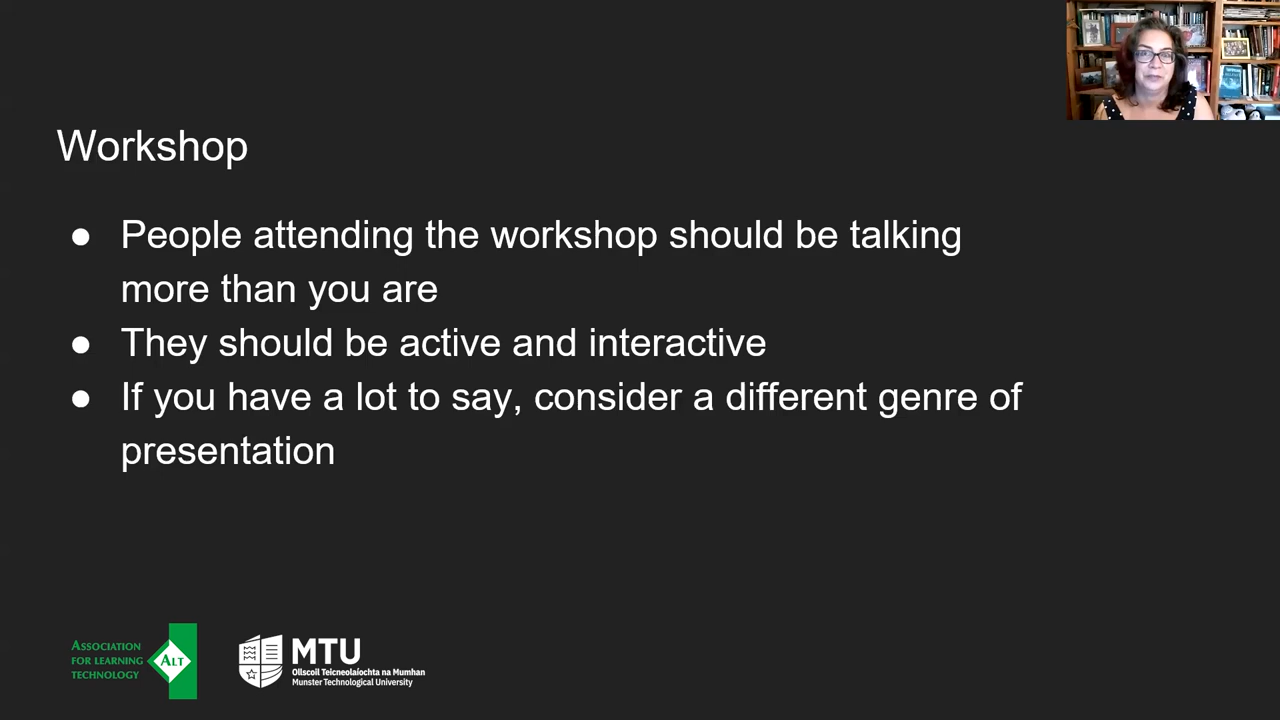 Workshop
● People attending the workshop should be talking
more than you are
● They should be active and interactive
● If you have a lot to say, consider a different genre of
presentation
ASSOCIATION
FOR LEARNING
TECHNOLOGY
ALT
MTU
Ollscoil Teicneolaíochta na Mumhan
Munster Technological University